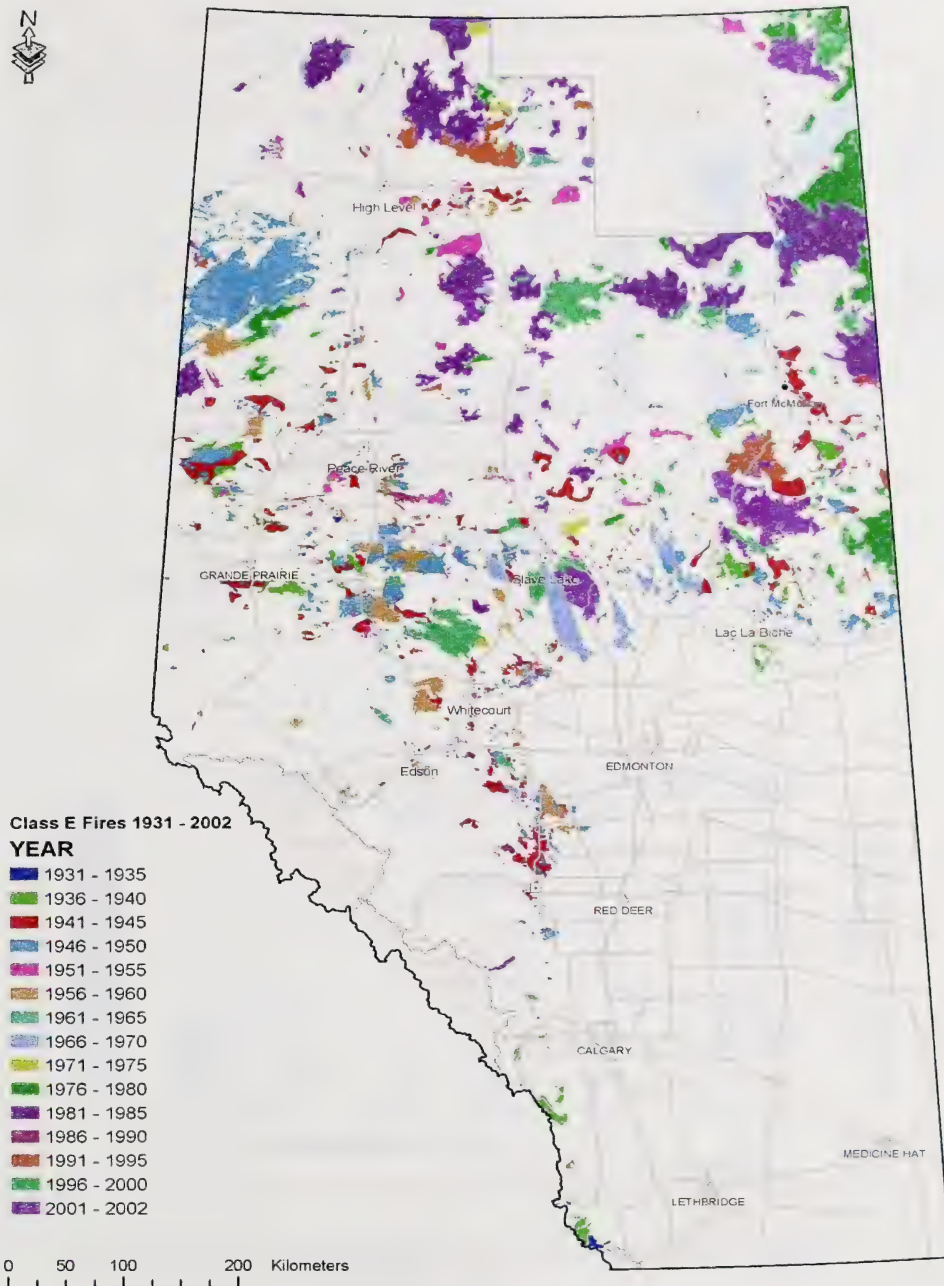 N
High Level
Fort McMurray
Peace River
GRANDE PRAIRIE
Slave Lake
Lac La Biche
Whitecourt
Edson
EDMONTON
Class E Fires 1931 - 2002
YEAR
1931 - 1935
1936 - 1940
1941 - 1945
1946 - 1950
1951 - 1955
1956 - 1960
1961 - 1965
1966 - 1970
1971 - 1975
1976 - 1980
1981 - 1985
1986 - 1990
1991 - 1995
1996 - 2000
2001 - 2002
RED DEER
CALGARY
MEDICINE HAT
LETHBRIDGE
0 50 100 200 Kilometers